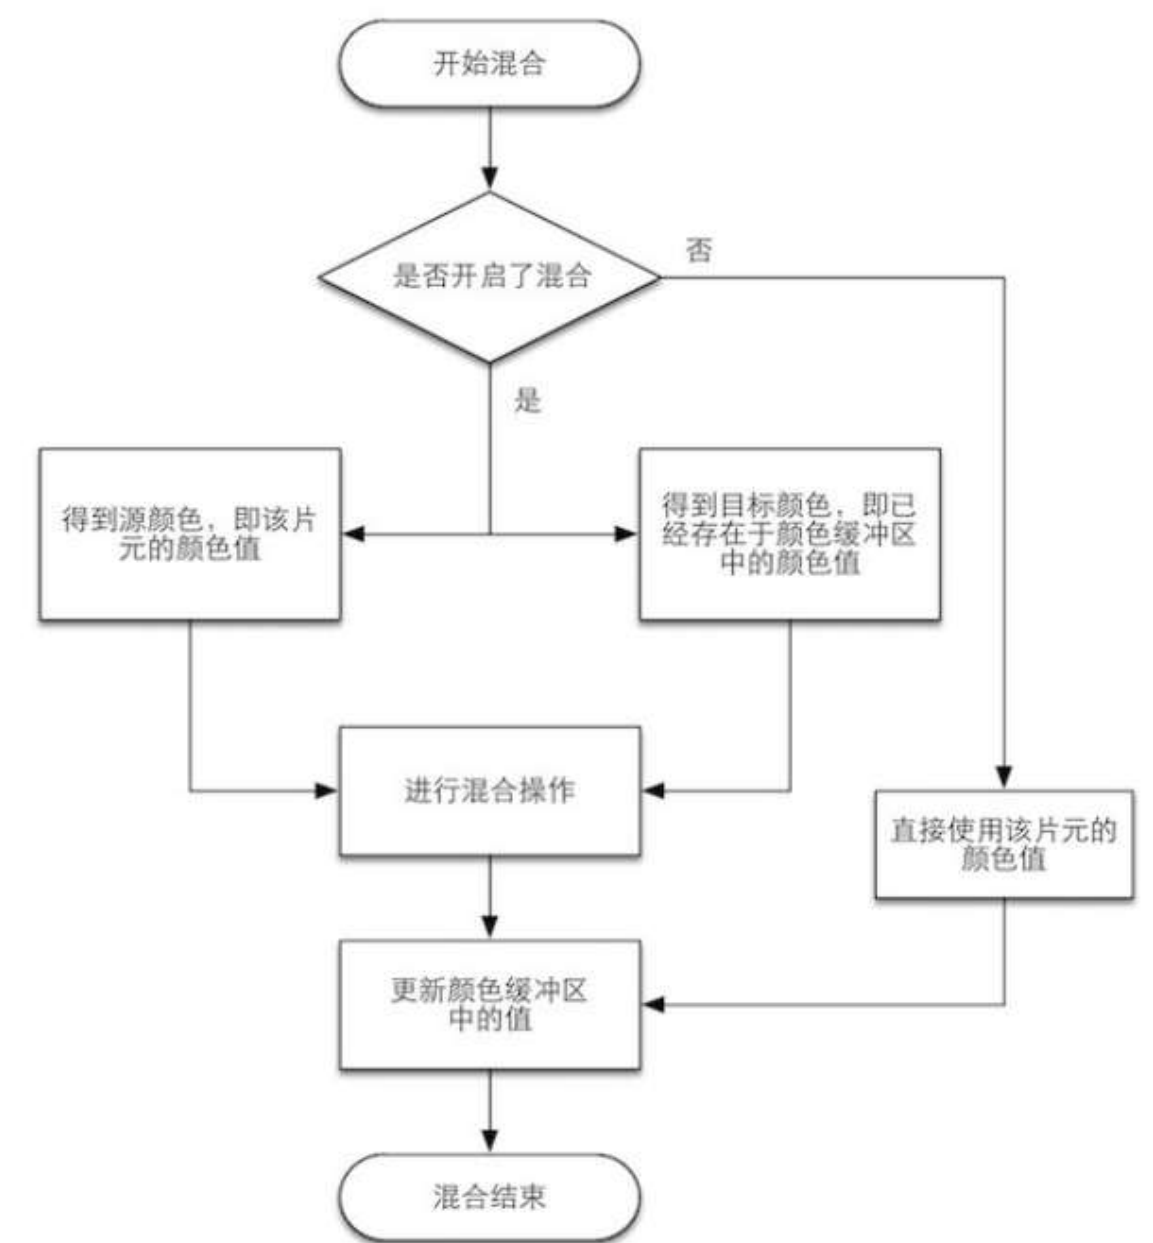 开始混合
是否开启了混合
否
是
得到源颜色，即该片
元的颜色值
得到目标颜色，即已
经存在于颜色缓冲区
中的颜色值
进行混合操作
直接使用该片元的
颜色值
更新颜色缓冲区
中的值
混合结束